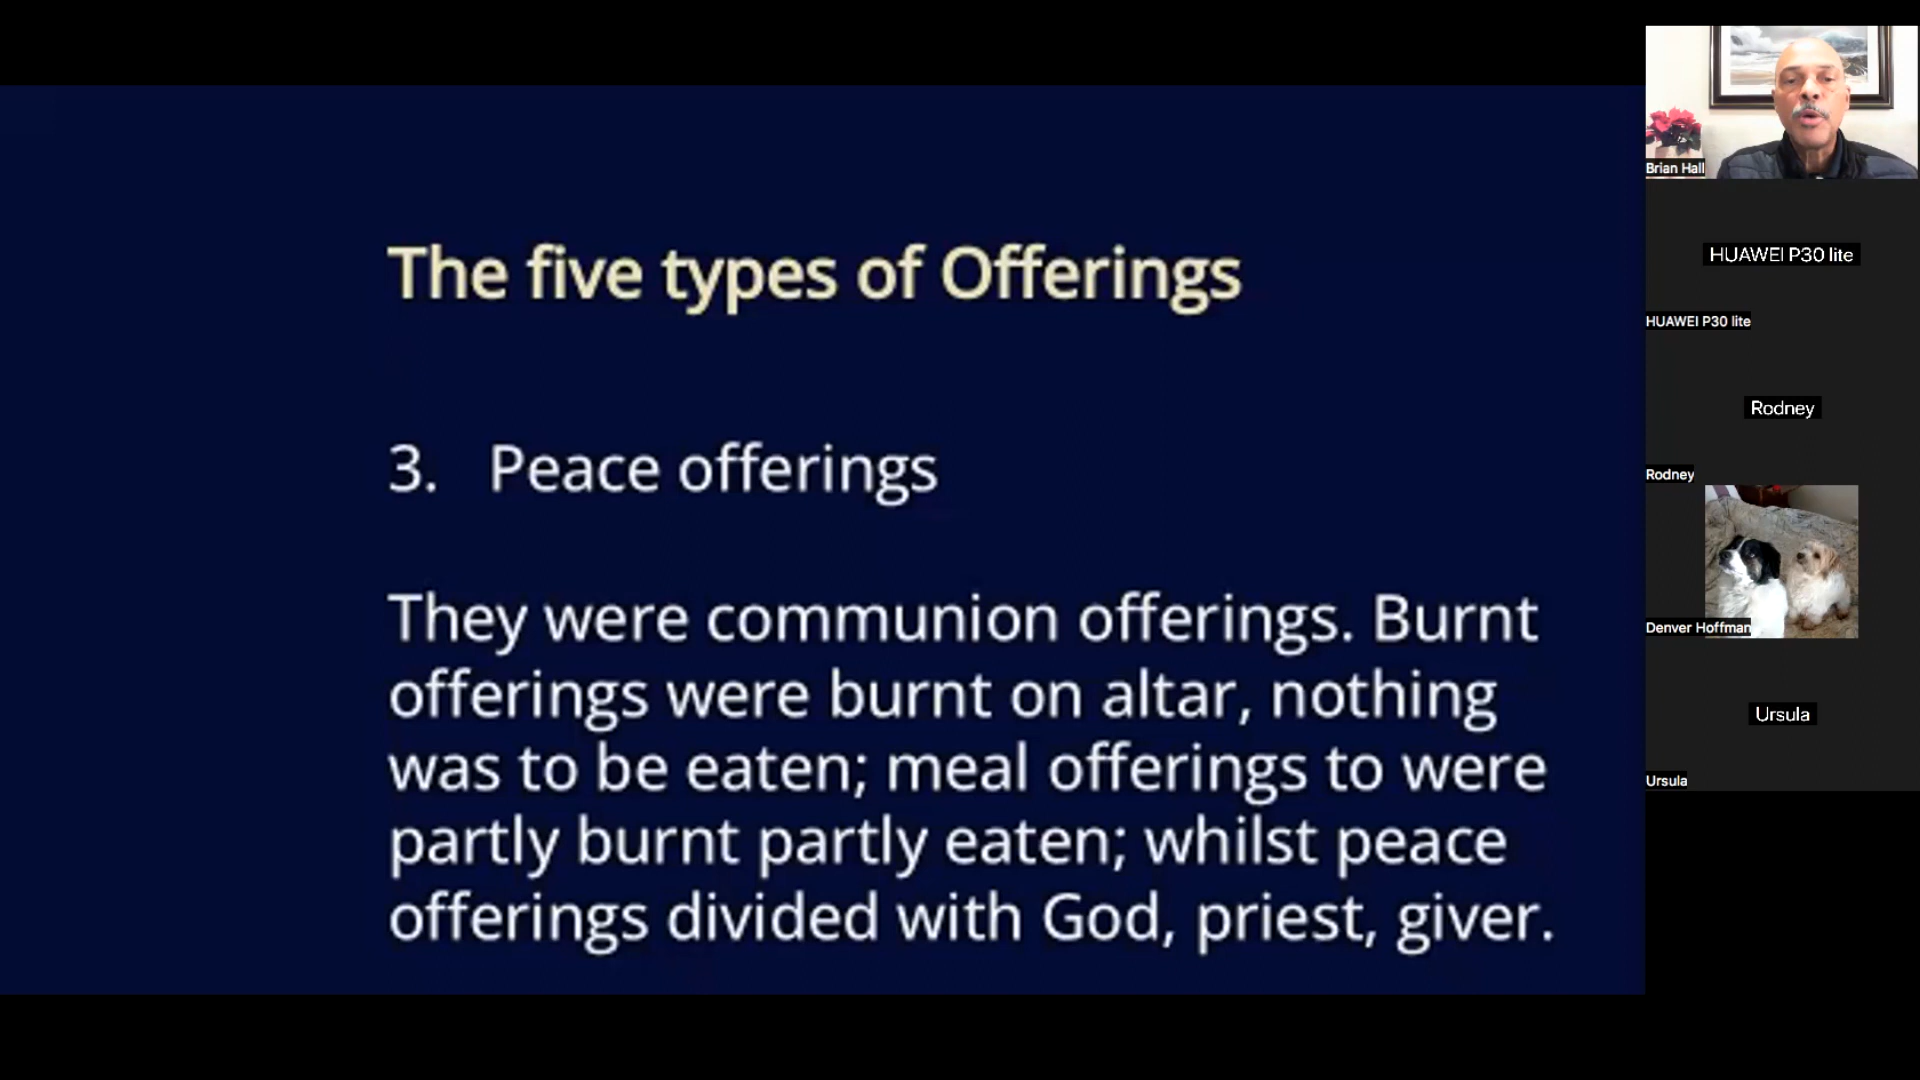 The five types of Offerings
3. Peace offerings
They were communion offerings. Burnt
offerings were burnt on altar, nothing
was to be eaten; meal offerings to were
partly burnt partly eaten; whilst peace
offerings divided with God, priest, giver.
Brian Hall
HUAWEI P30 lite
HUAWEI P30 lite
Rodney
Rodney
Denver Hoffman
Ursula
Ursula